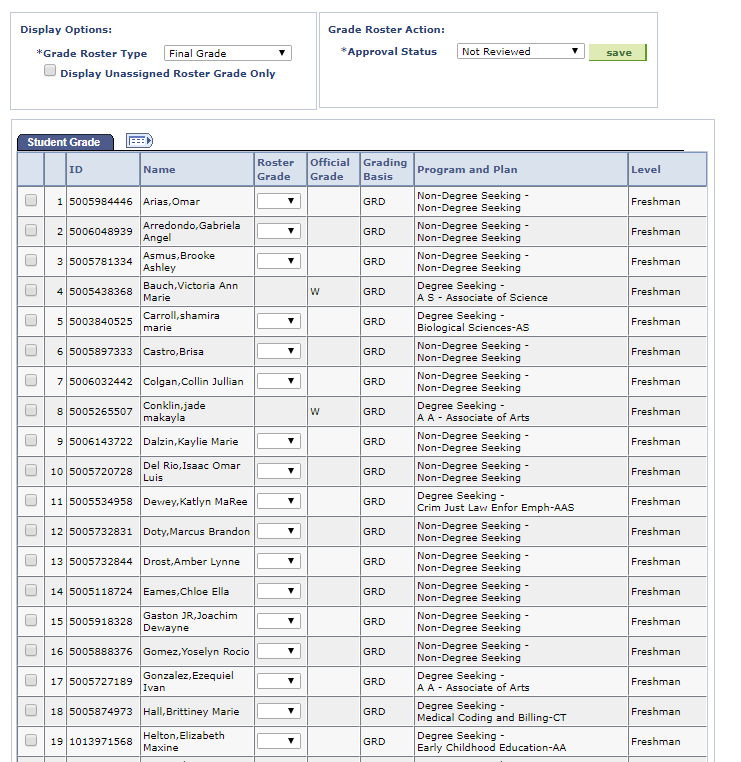 Display Options:
*Grade Roster Type Final Grade
Display Unassigned Roster Grade Only
Grade Roster Action:
*Approval Status Not Reviewed save
Student Grade
ID Name Roster Grade Official Grade Grading Basis Program and Plan Level
1 5005984446 Arias,Omar GRD Non-Degree Seeking - Freshman
Non-Degree Seeking
2 5006048939 Arredondo,Gabriela GRD Non-Degree Seeking - Freshman
Angel Non-Degree Seeking
3 5005781334 Asmus,Brooke GRD Non-Degree Seeking - Freshman
Ashley Non-Degree Seeking
4 5005438368 Bauch,Victoria Ann W GRD Degree Seeking - Freshman
Marie A S - Associate of Science
5 5003840525 Carroll,shamira GRD Degree Seeking - Freshman
marie Biological Sciences-AS
6 5005897333 Castro,Brisa GRD Non-Degree Seeking - Freshman
Non-Degree Seeking
7 5006032442 Colgan,Collin Jullian GRD Non-Degree Seeking - Freshman
Non-Degree Seeking
8 5005265507 Conklin,jade W GRD Degree Seeking - Freshman
makayla A A - Associate of Arts
9 5006143722 Dalzin,Kaylie Marie GRD Non-Degree Seeking - Freshman
Non-Degree Seeking
10 5005720728 Del Rio,Isaac Omar GRD Non-Degree Seeking - Freshman
Luis Non-Degree Seeking
11 5005534958 Dewey,Katlyn MaRee GRD Degree Seeking - Freshman
Crim Just Law Enfor Emph-AAS
12 5005732831 Doty,Marcus Brandon GRD Non-Degree Seeking - Freshman
Non-Degree Seeking
13 5005732844 Drost,Amber Lynne GRD Non-Degree Seeking - Freshman
Non-Degree Seeking
14 5005118724 Eames,Chloe Ella GRD Non-Degree Seeking - Freshman
Non-Degree Seeking
15 5005918328 Gaston JR,Joachim GRD Non-Degree Seeking - Freshman
Dewayne Non-Degree Seeking
16 5005888376 Gomez,Yoselyn Rocio GRD Non-Degree Seeking - Freshman
Non-Degree Seeking
17 5005727189 Gonzalez,Ezequiel GRD Degree Seeking - Freshman
Ivan A A - Associate of Arts
18 5005874973 Hall,Brittiney Marie GRD Degree Seeking - Freshman
Medical Coding and Billing-CT
19 1013971568 Helton,Elizabeth GRD Degree Seeking - Freshman
Maxine Early Childhood Education-AA